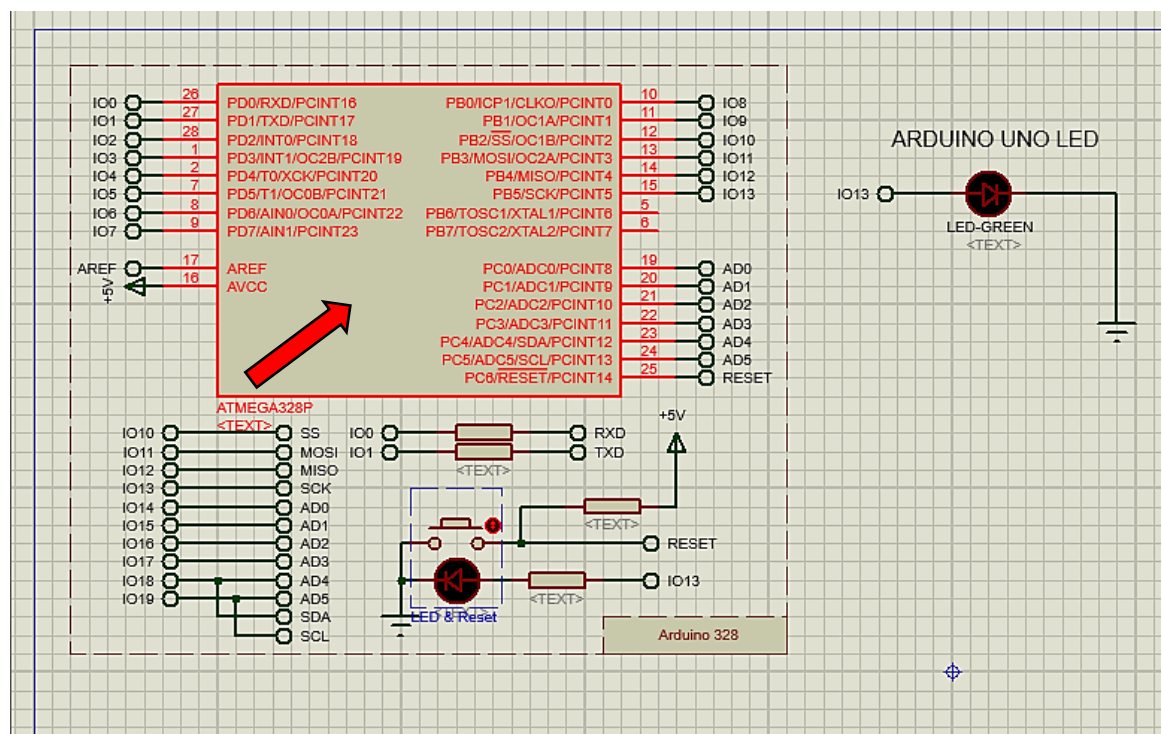 26
10
IO0
PD0/RXD/PCINT16
PB0/ICP1/CLKO/PCINT0
IO8
27
11
IO1
PD1/TXD/PCINT17
PB1/OC1A/PCINT1
IO9
28
12
IO2
PD2/INT0/PCINT18
PB2/SS/OC1B/PCINT2
IO10
1
13
IO3
PD3/INT1/OC2B/PCINT19
PB3/MOSI/OC2A/PCINT3
IO11
2
14
IO4
PD4/T0/XCK/PCINT20
PB4/MISO/PCINT4
IO12
7
15
IO5
PD5/T1/OC0B/PCINT21
PB5/SCK/PCINT5
IO13
8
5
IO6
PD6/AIN0/OC0A/PCINT22
PB6/TOSC1/XTAL1/PCINT6
9
6
IO7
PD7/AIN1/PCINT23
PB7/TOSC2/XTAL2/PCINT7
17
19
AREF
AREF
PC0/ADC0/PCINT8
AD0
16
20
+5V
AVCC
PC1/ADC1/PCINT9
AD1
21
PC2/ADC2/PCINT10
AD2
22
PC3/ADC3/PCINT11
AD3
23
PC4/ADC4/SDA/PCINT12
AD4
24
PC5/ADC5/SCL/PCINT13
AD5
25
PC6/RESET/PCINT14
RESET
ATMEGA328P
<TEXT>
ARDUINO UNO LED
IO13
LED-GREEN
<TEXT>
IO10
SS
IO11
MOSI
IO12
MISO
IO13
SCK
IO14
AD0
IO15
AD1
IO16
AD2
IO17
AD3
IO18
AD4
IO19
AD5
SDA
SCL
IO0
RXD
IO1
TXD
<TEXT>
+5V
<TEXT>
RESET
IO13
<TEXT>
<TEXT>
LED & Reset
Arduino 328